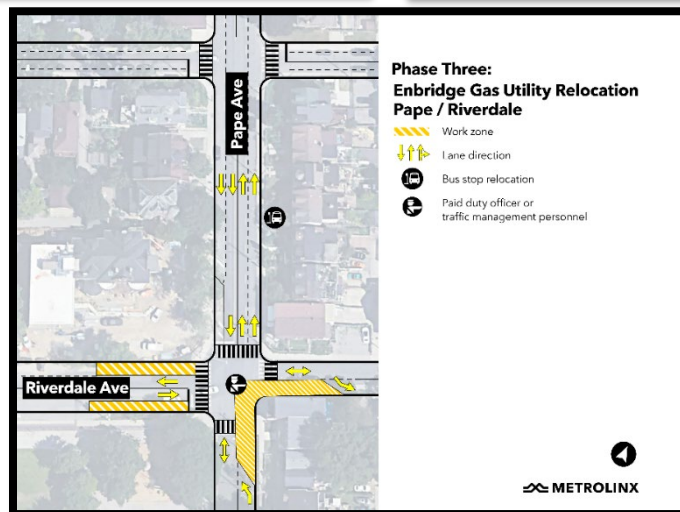 Pape Ave
Riverdale Ave
Phase Three:
Enbridge Gas Utility Relocation
Pape / Riverdale
Work zone
Lane direction
Bus stop relocation
Paid duty officer or
traffic management personnel
METROLINX